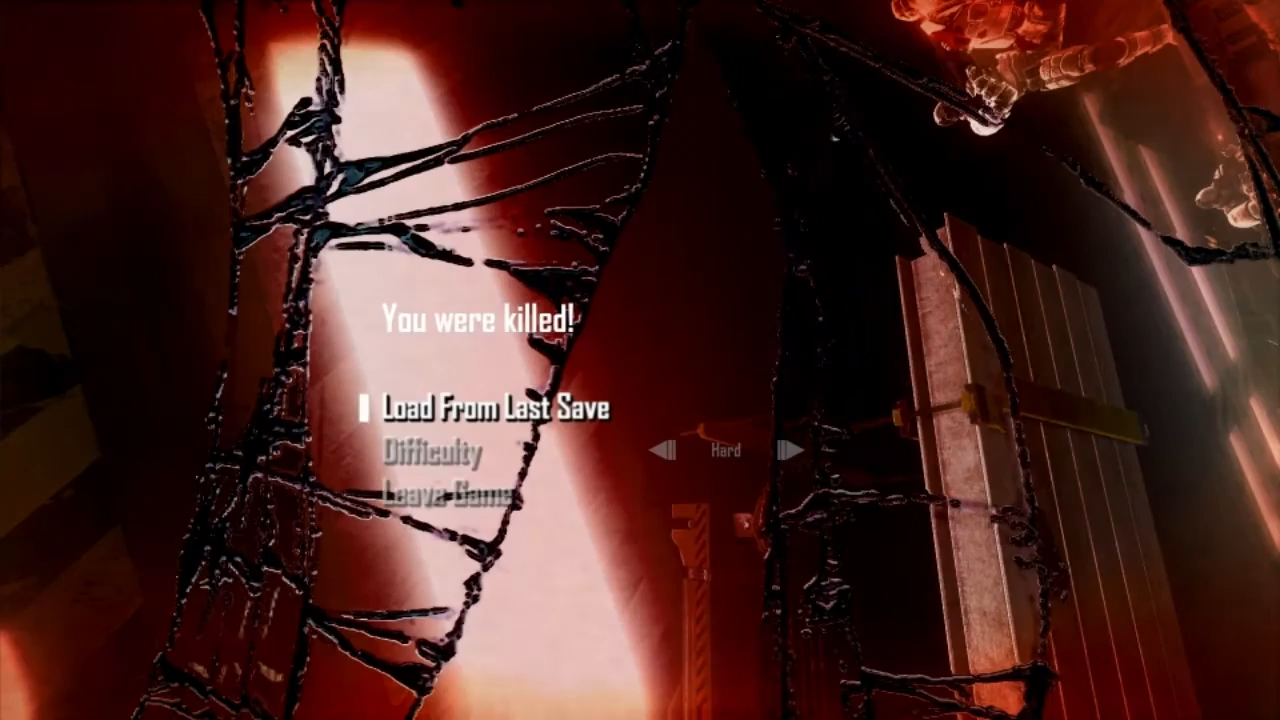 You were killed!
Load From Last Save
Difficulty
Hard
Leave Game